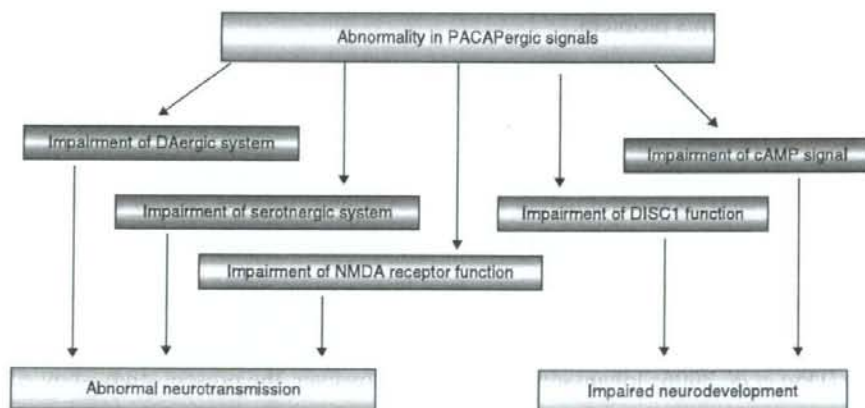 Abnormality in PACAPergic signals
Impairment of DAergic system
Impairment of cAMP signal
Impairment of serotnergic system
Impairment of DISC1 function
Impairment of NMDA receptor function
Abnormal neurotransmission
Impaired neurodevelopment